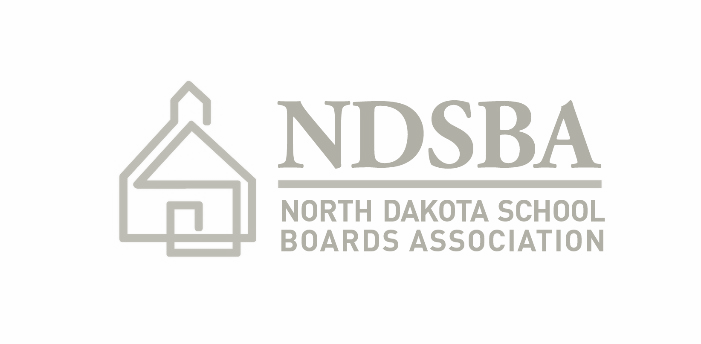 NDSBA
NORTH DAKOTA SCHOOL
BOARDS ASSOCIATION